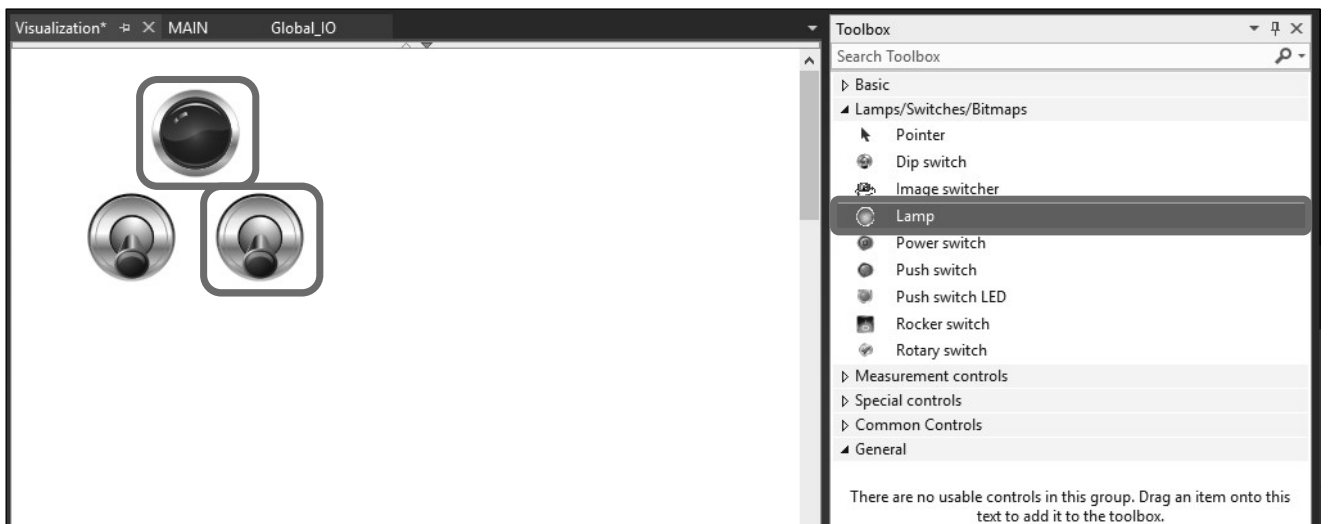 Visualization* MAIN Global_IO
Toolbox
Search Toolbox
Basic
Lamps/Switches/Bitmaps
Pointer
Dip switch
Image switcher
Lamp
Power switch
Push switch
Push switch LED
Rocker switch
Rotary switch
Measurement controls
Special controls
Common Controls
General
There are no usable controls in this group. Drag an item onto this
text to add it to the toolbox.